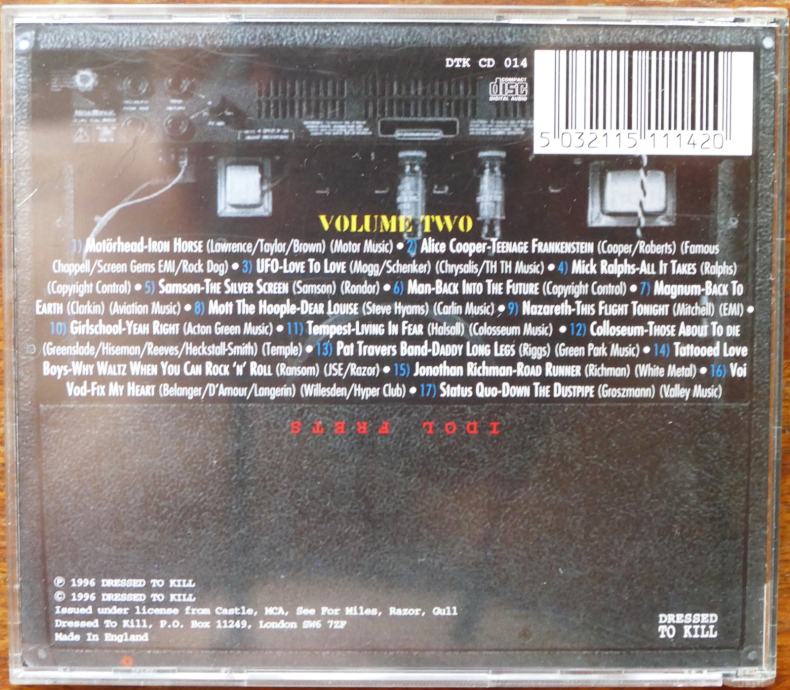 DTK CD 014
COMPACT
disc
DIGITAL AUDIO
5 032115 111420
VOLUME TWO
1) Motörhead-Iron Horse (Lawrence/Taylor/Brown) (Motor Music) • 2) Alice Cooper-Teenage Frankenstein (Cooper/Roberts) (Famous
Chappell/Screen Gems EMI/Rock Dog) • 3) UFO-Love To Love (Mogg/Schenker) (Chrysalis/TH TH Music) • 4) Mick Ralphs-All It Takes (Ralphs)
(Copyright Control) • 5) Samson-The Silver Screen (Samson) (Rondor) • 6) Man-Back Into The Future (Copyright Control) • 7) Magnum-Back To
Earth (Clarkin) (Aviation Music) • 8) Mott The Hoople-Dear Louise (Steve Hyams) (Carlin Music) • 9) Nazareth-This Flight Tonight (Mitchell) (EMI) •
10) Girlschool-Yeah Right (Acton Green Music) • 11) Tempest-Living In Fear (Halsall) (Colosseum Music) • 12) Colloseum-Those About To die
(Greenslade/Hiseman/Reeves/Heckstall-Smith) (Temple) • 13) Pat Travers Band-Daddy Long Legs (Riggs) (Green Park Music) • 14) Tattooed Love
Boys-Why Waltz When You Can Rock 'n' Roll (Ransom) (JSE/Razor) • 15) Jonothan Richman-Road Runner (Richman) (White Metal) • 16) Voi
Vod-Fix My Heart (Belanger/D'Amour/Langerin) (Willesden/Hyper Club) • 17) Status Quo-Down The Dustpipe (Groszmann) (Valley Music)
IDOL FRETS
℗ 1996 DRESSED TO KILL
© 1996 DRESSED TO KILL
Issued under license from Castle, MCA, See For Miles, Razor, Gull
Dressed To Kill, P.O. Box 11249, London SW6 7ZF
Made In England
DRESSED
TO KILL